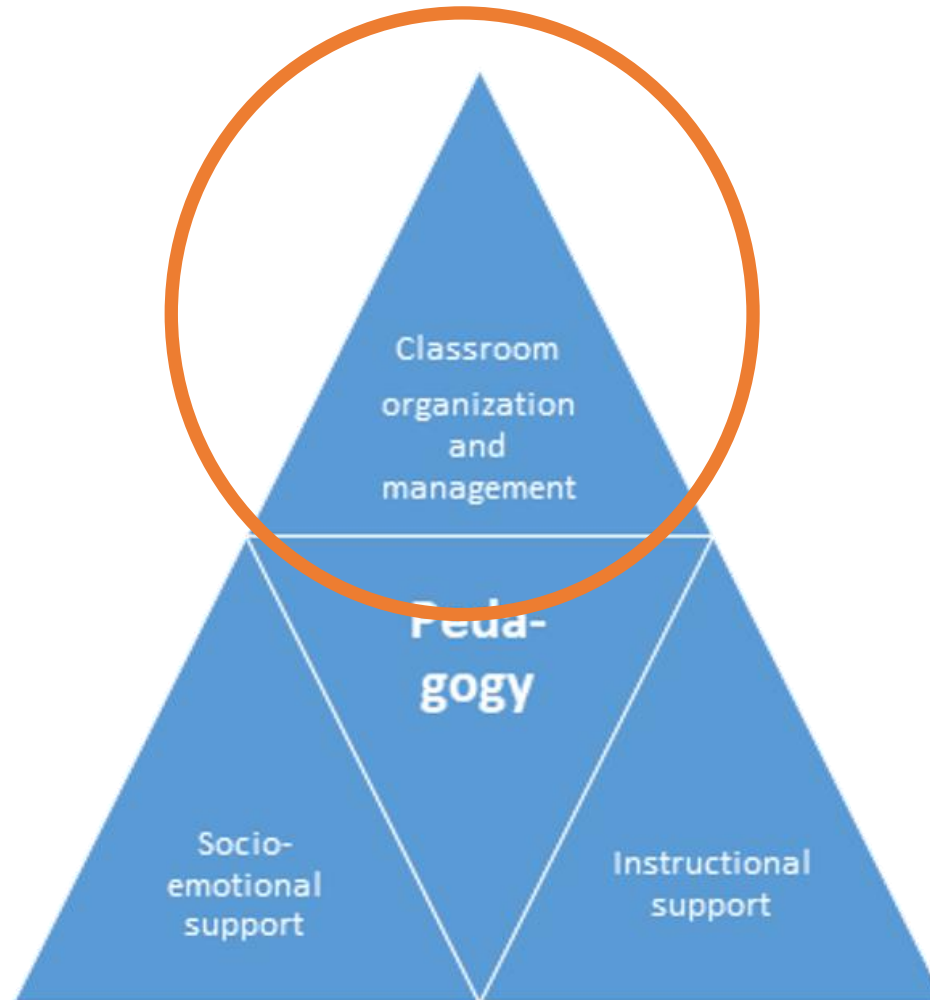 Classroom
organization
and
management
Peda-
gogy
Socio-
emotional
support
Instructional
support